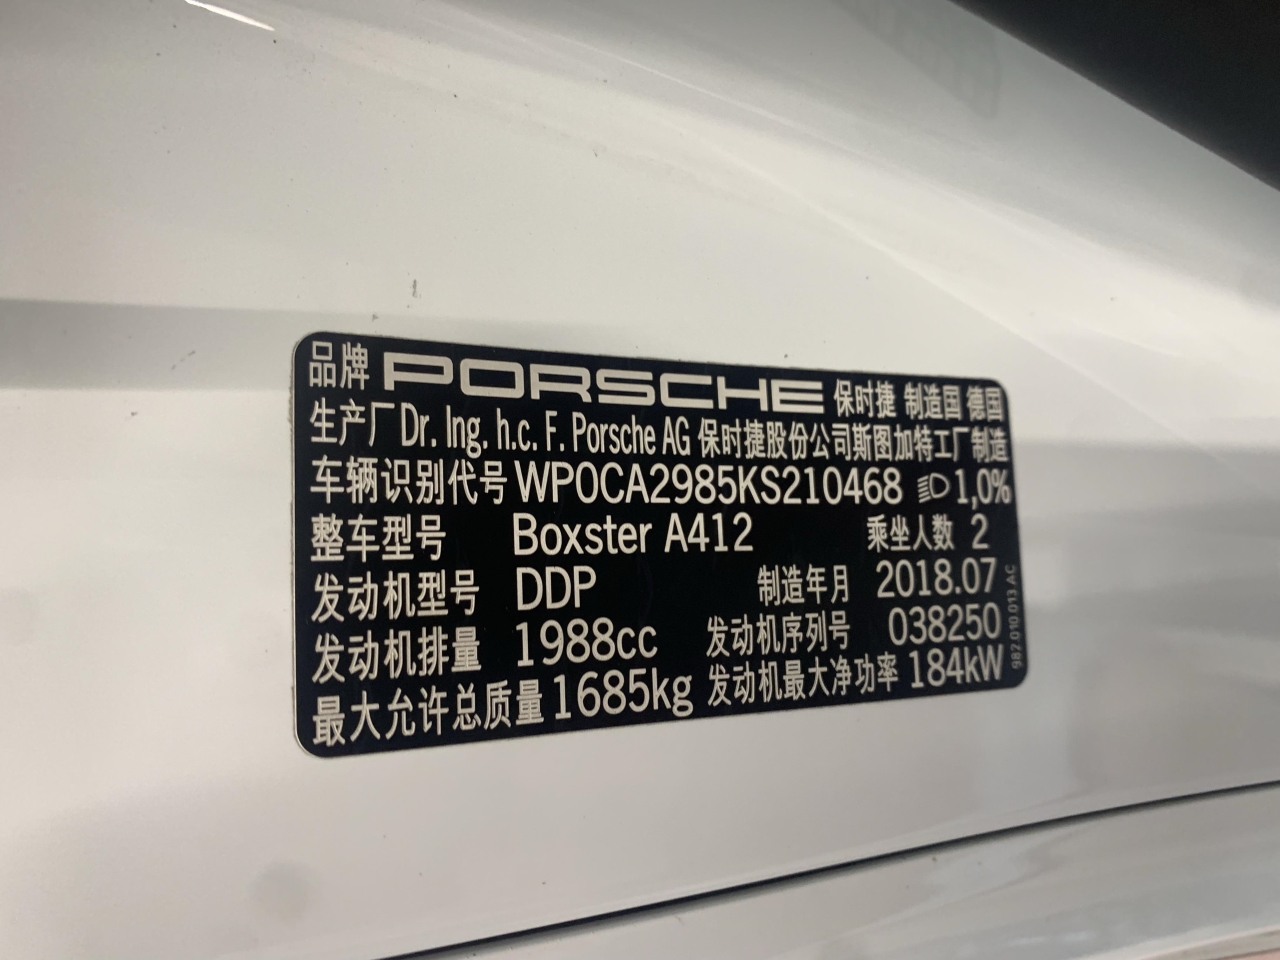 品牌 PORSCHE 保时捷 制造国 德国
生产厂 Dr. Ing. h.c. F. Porsche AG 保时捷股份公司斯图加特工厂制造
车辆识别代号 WP0CA2985KS210468 1,0%
整车型号 Boxster A412 乘坐人数 2
发动机型号 DDP 制造年月 2018.07
发动机排量 1988cc 发动机序列号 038250
最大允许总质量 1685kg 发动机最大净功率 184kW
982.010.013.AC